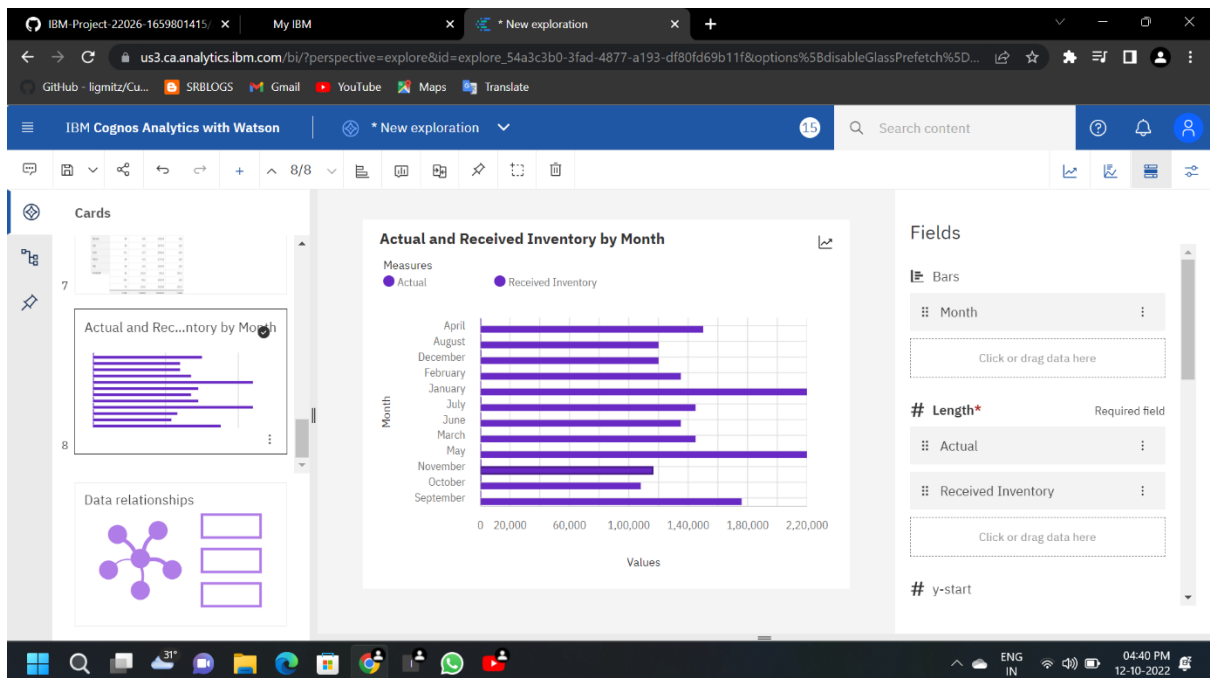 IBM-Project-22026-1659801415/
My IBM
* New exploration
us3.ca.analytics.ibm.com/bi/?perspective=explore&id=explore_54a3c3b0-3fad-4877-a193-df80fd69b11f&options%5BdisableGlassPrefetch%5D...
GitHub - ligmitz/Cu...
SRBLOGS
Gmail
YouTube
Maps
Translate
IBM Cognos Analytics with Watson
* New exploration
15
Search content
8/8
Cards
7
Actual and Rec...ntory by Month
8
Data relationships
Actual and Received Inventory by Month
Measures
Actual Received Inventory
Month
April
August
December
February
January
July
June
March
May
November
October
September
0 20,000 60,000 1,00,000 1,40,000 1,80,000 2,20,000
Values
Fields
Bars
Month
Click or drag data here
# Length* Required field
Actual
Received Inventory
Click or drag data here
# y-start
31°
ENG
IN
04:40 PM
12-10-2022